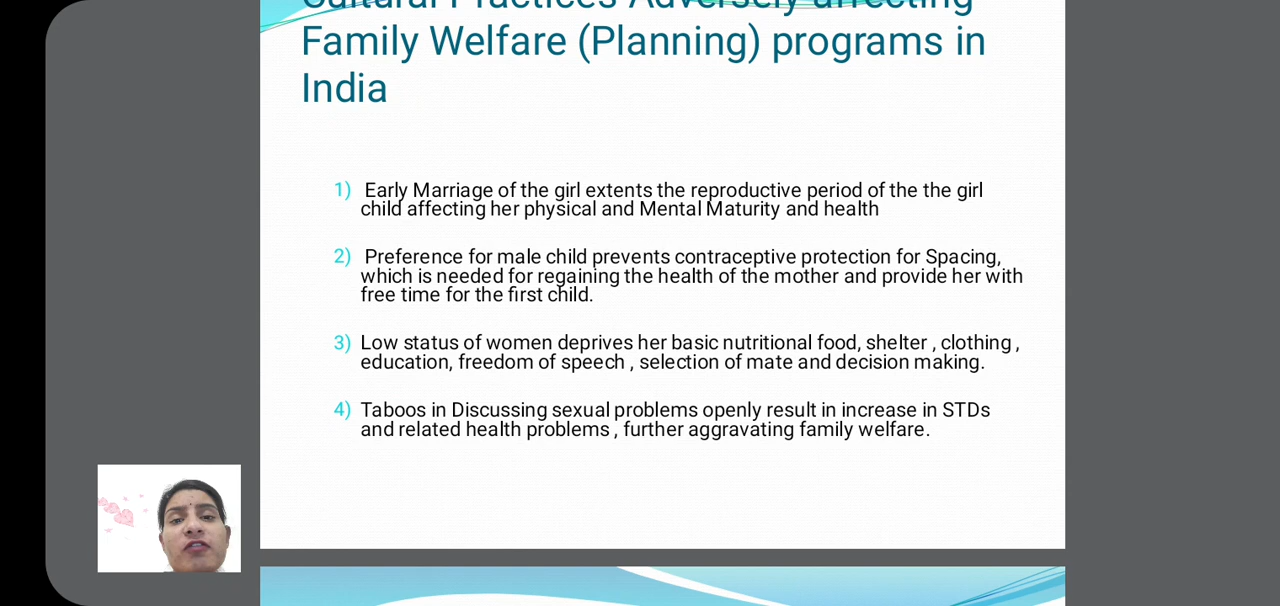 Cultural Practices Adversely affecting
Family Welfare (Planning) programs in
India
1) Early Marriage of the girl extents the reproductive period of the the girl
child affecting her physical and Mental Maturity and health
2) Preference for male child prevents contraceptive protection for Spacing,
which is needed for regaining the health of the mother and provide her with
free time for the first child.
3) Low status of women deprives her basic nutritional food, shelter , clothing ,
education, freedom of speech , selection of mate and decision making.
4) Taboos in Discussing sexual problems openly result in increase in STDs
and related health problems , further aggravating family welfare.